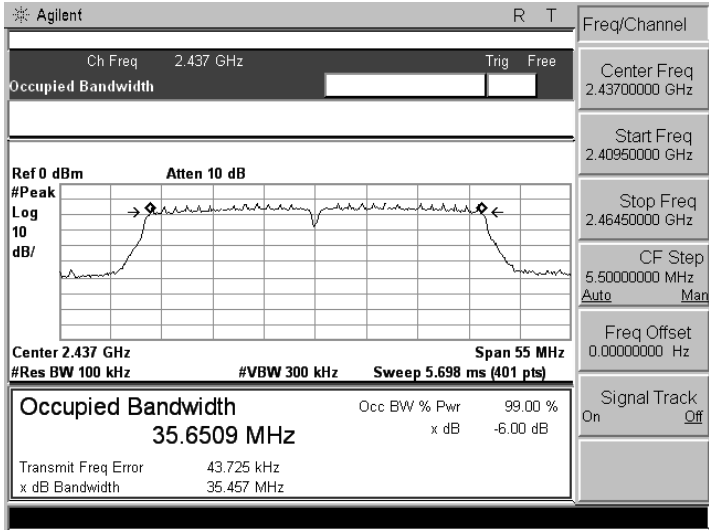 Agilent R T
Ch Freq 2.437 GHz Trig Free
Occupied Bandwidth
Ref 0 dBm Atten 10 dB
#Peak
Log
10
dB/
Center 2.437 GHz Span 55 MHz
#Res BW 100 kHz #VBW 300 kHz Sweep 5.698 ms (401 pts)
Occupied Bandwidth
35.6509 MHz
Occ BW % Pwr 99.00 %
x dB -6.00 dB
Transmit Freq Error 43.725 kHz
x dB Bandwidth 35.457 MHz
Freq/Channel
Center Freq
2.43700000 GHz
Start Freq
2.40950000 GHz
Stop Freq
2.46450000 GHz
CF Step
5.50000000 MHz
Auto Man
Freq Offset
0.00000000 Hz
Signal Track
On Off